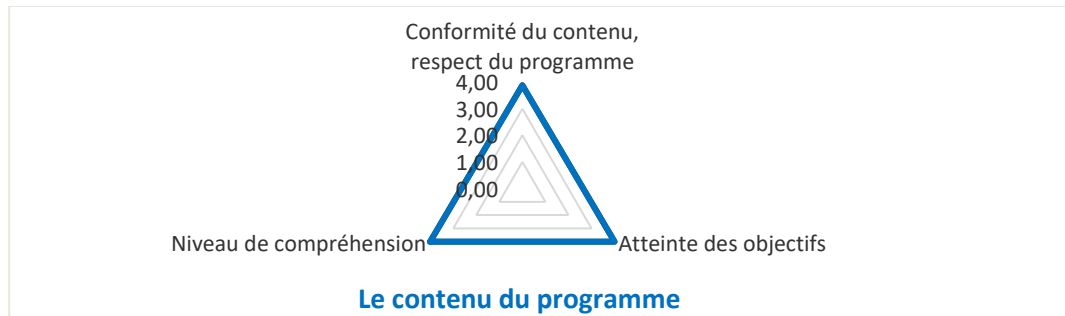 Conformité du contenu,
respect du programme
4,00
3,00
2,00
1,00
0,00
Niveau de compréhension
Atteinte des objectifs
Le contenu du programme